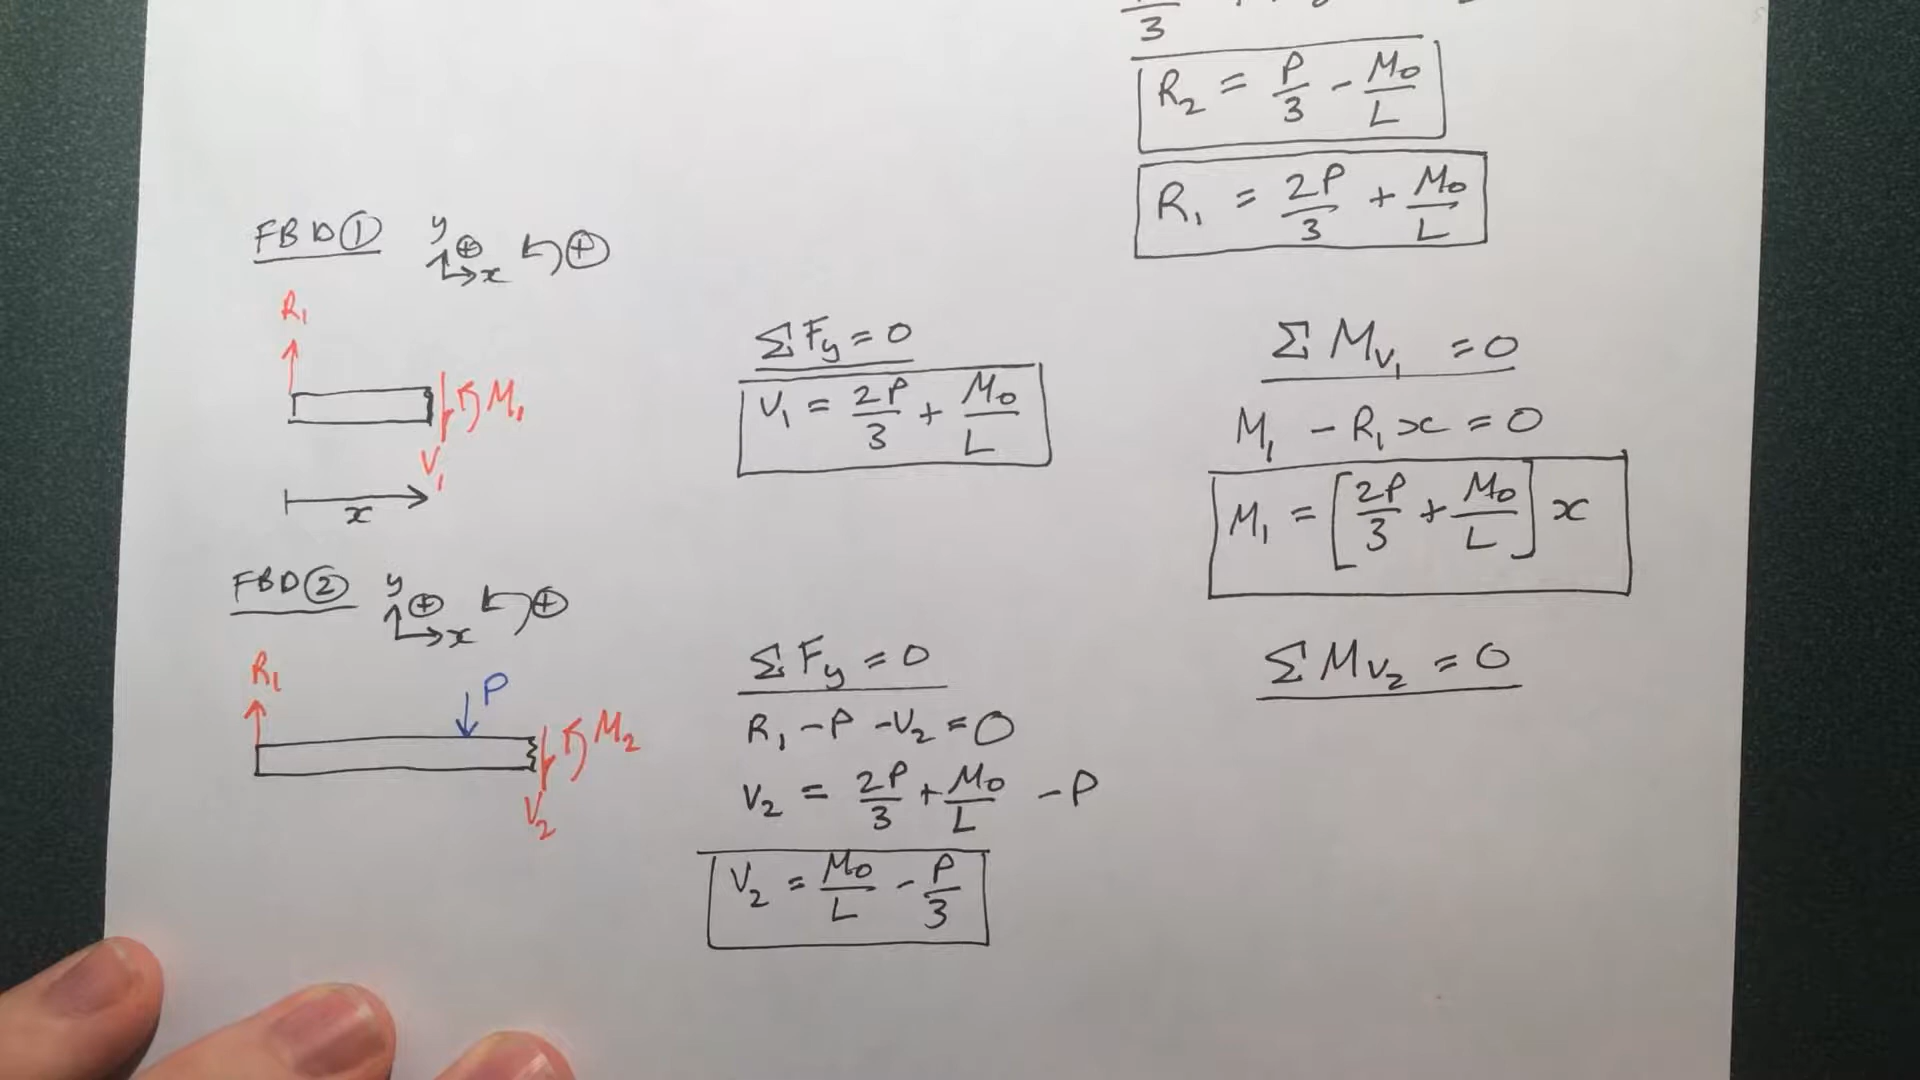 3
R₂ = P/3 - M₀/L
R₁ = 2P/3 + M₀/L
FBD① y ⊕ x ⊕
R₁
M₁
V₁
x
ΣFy = 0
V₁ = 2P/3 + M₀/L
ΣMV₁ = 0
M₁ - R₁x = 0
M₁ = [2P/3 + M₀/L] x
FBD② y ⊕ x ⊕
R₁
P
M₂
V₂
ΣFy = 0
R₁ - P - V₂ = 0
V₂ = 2P/3 + M₀/L - P
V₂ = M₀/L - P/3
ΣMV₂ = 0